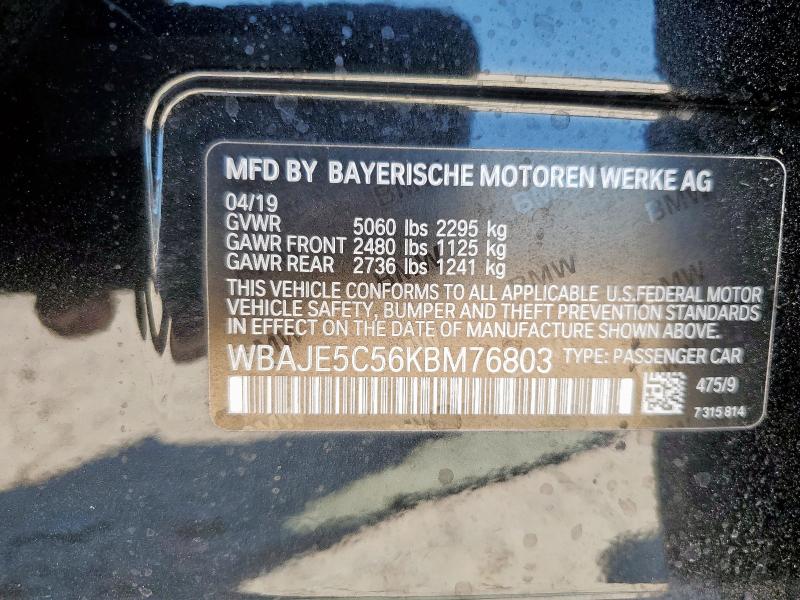 MFD BY BAYERISCHE MOTOREN WERKE AG
04/19
GVWR 5060 lbs 2295 kg
GAWR FRONT 2480 lbs 1125 kg
GAWR REAR 2736 lbs 1241 kg
THIS VEHICLE CONFORMS TO ALL APPLICABLE U.S.FEDERAL MOTOR
VEHICLE SAFETY, BUMPER AND THEFT PREVENTION STANDARDS
IN EFFECT ON THE DATE OF MANUFACTURE SHOWN ABOVE.
WBAJE5C56KBM76803 TYPE: PASSENGER CAR
475/9
7 315 814
BMW
BMW
BMW